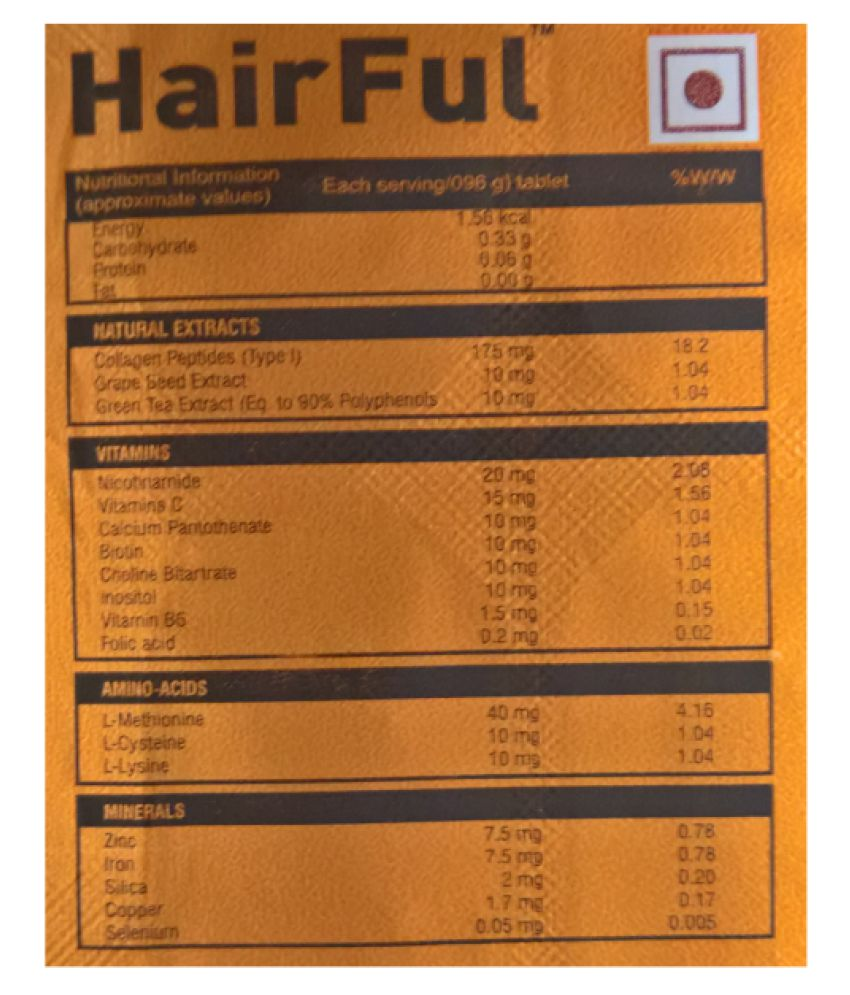 HairFul™
Nutritional Information Each serving/096 g) tablet %W/W
(approximate values)
Energy 1.56 kcal
Carbohydrate 0.33 g
Protein 0.06 g
Fat 0.00 g
NATURAL EXTRACTS
Collagen Peptides (Type I) 175 mg 18.2
Grape Seed Extract 10 mg 1.04
Green Tea Extract (Eq. to 90% Polyphenols 10 mg 1.04
VITAMINS
Nicotinamide 20 mg 2.08
Vitamins C 15 mg 1.56
Calcium Pantothenate 10 mg 1.04
Biotin 10 mg 1.04
Choline Bitartrate 10 mg 1.04
Inositol 10 mg 1.04
Vitamin B6 1.5 mg 0.15
Folic acid 0.2 mg 0.02
AMINO-ACIDS
L-Methionine 40 mg 4.16
L-Cysteine 10 mg 1.04
L-Lysine 10 mg 1.04
MINERALS
Zinc 7.5 mg 0.78
Iron 7.5 mg 0.78
Silica 2 mg 0.20
Copper 1.7 mg 0.17
Selenium 0.05 mg 0.005